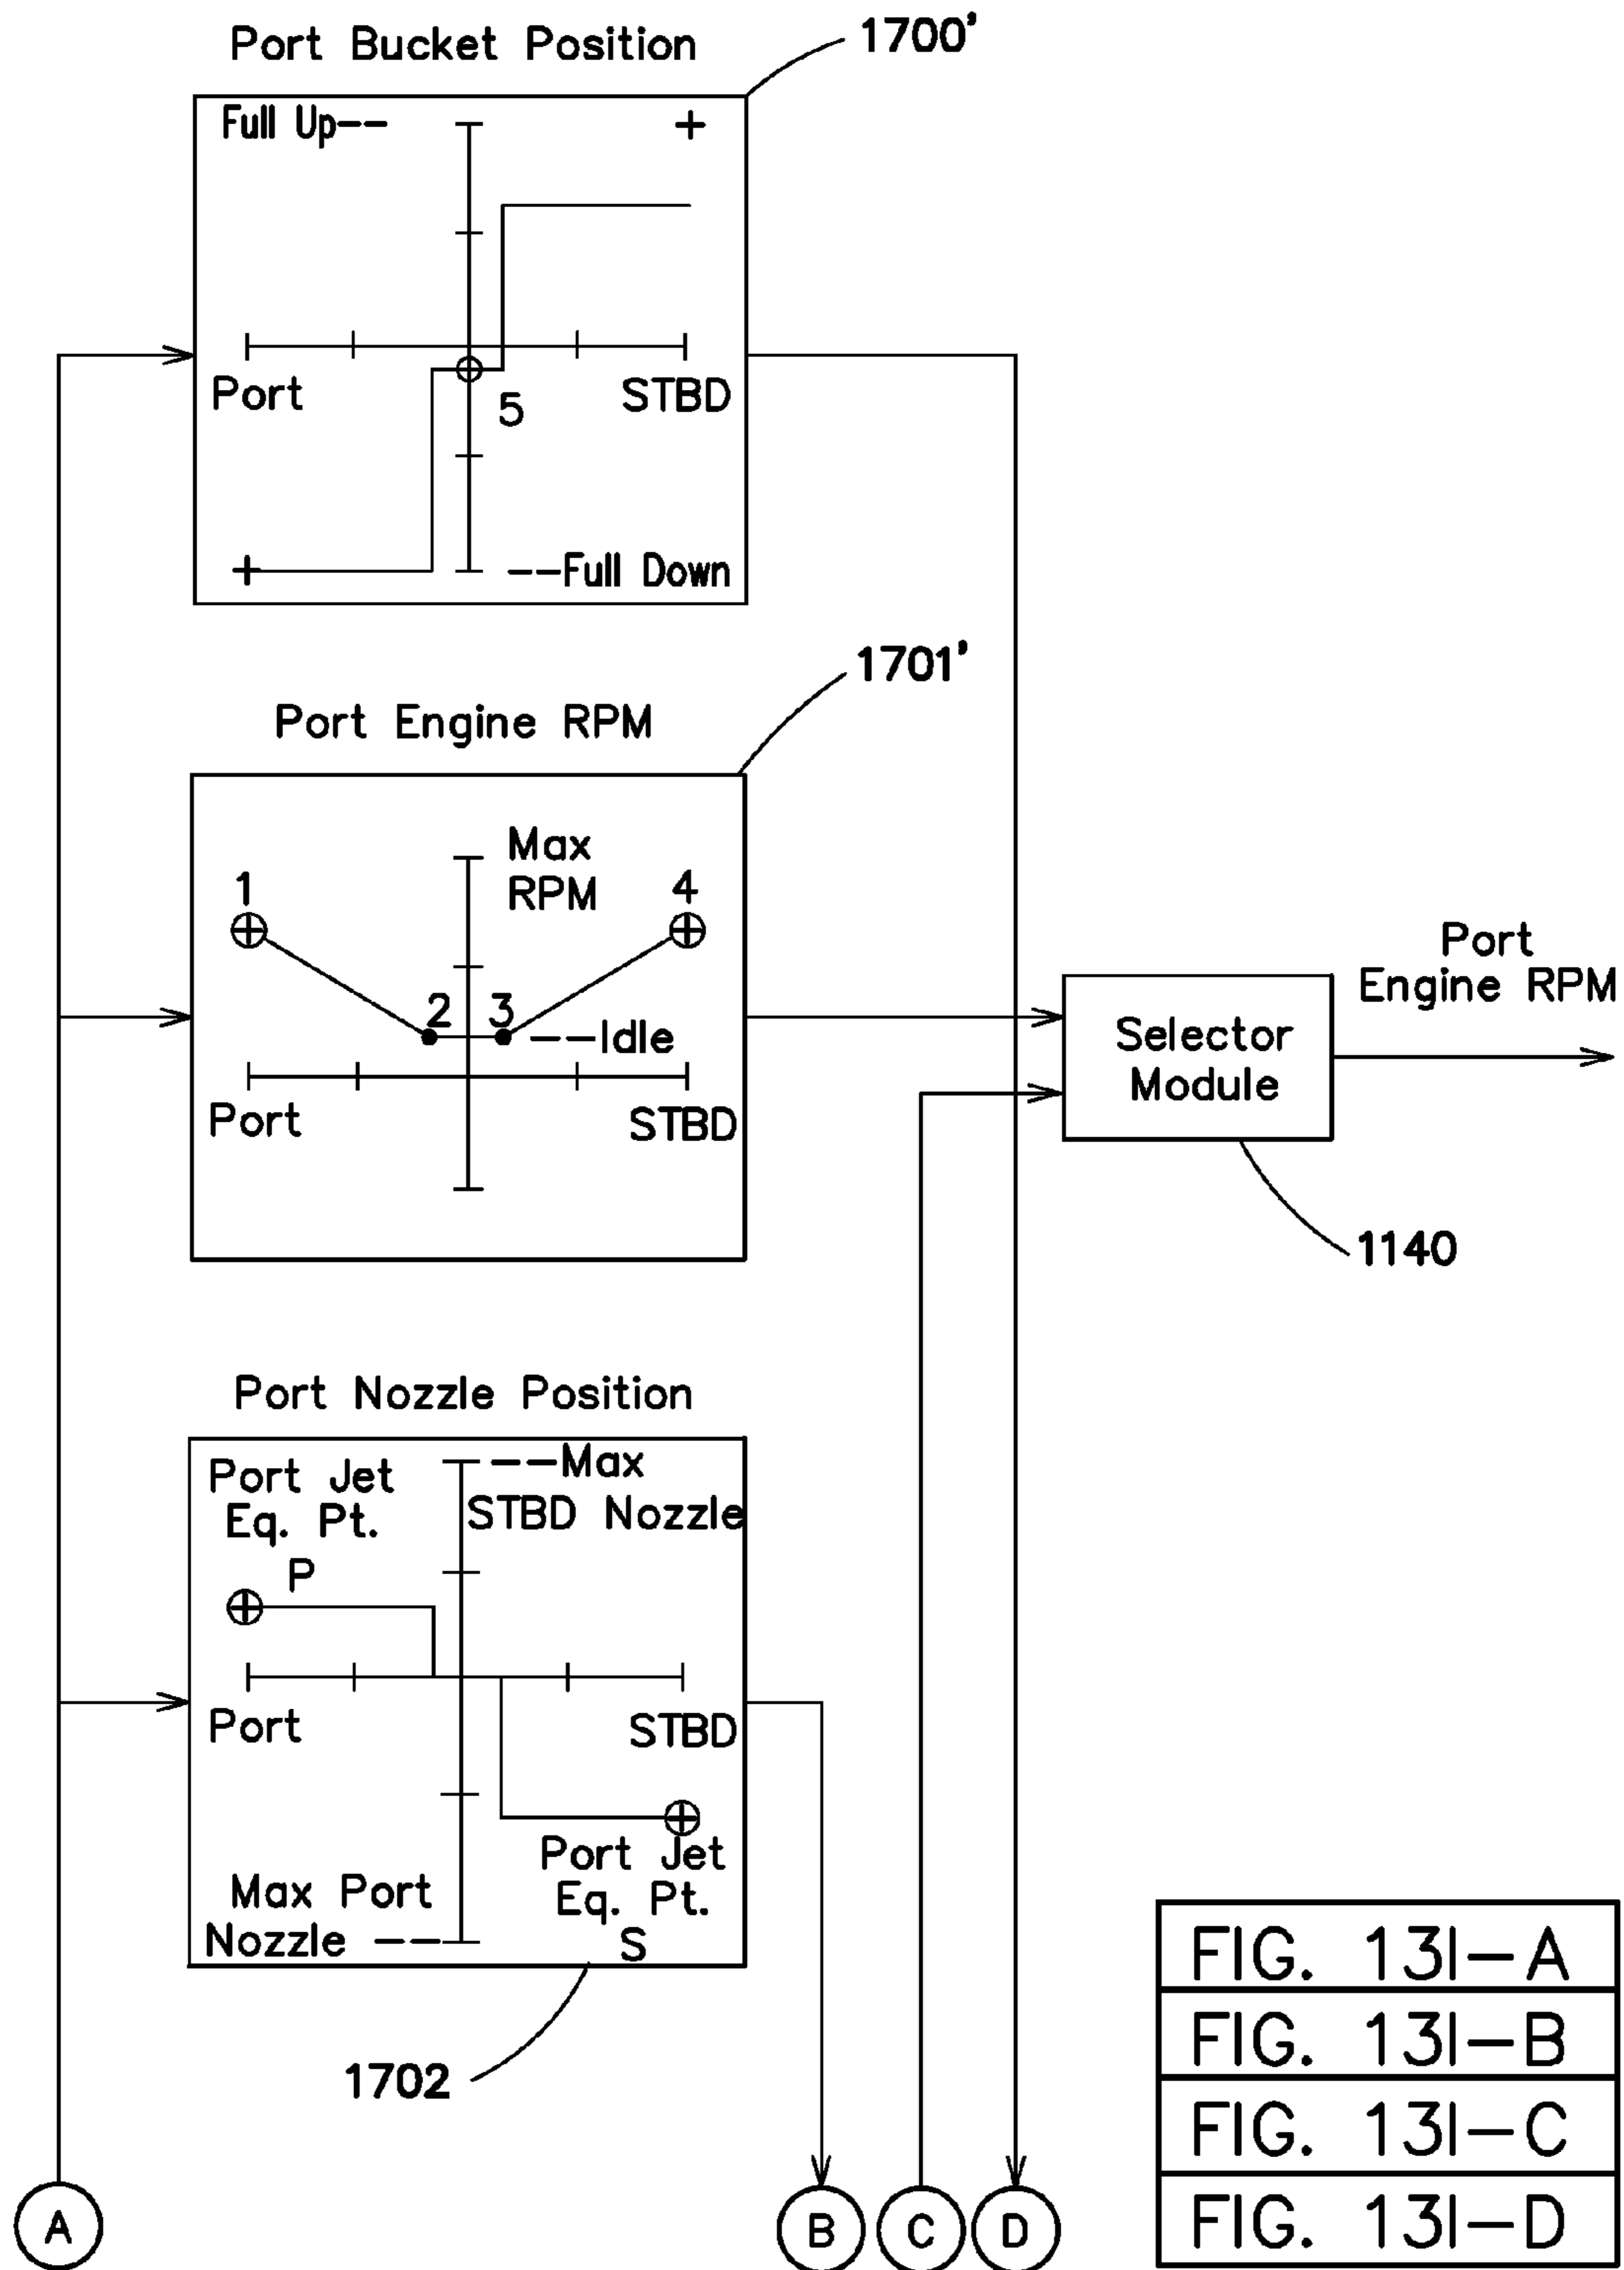 Port Bucket Position
1700'
Full Up--
+
Port
5
STBD
+
--Full Down
1701'
Port Engine RPM
Max
RPM
1
4
2
3
--Idle
Port
STBD
Port
Engine RPM
Selector
Module
1140
Port Nozzle Position
Port Jet
Eq. Pt.
P
--Max
STBD Nozzle
Port
STBD
Port Jet
Eq. Pt.
S
Max Port
Nozzle --
1702
A
B
C
D
FIG. 13I-A
FIG. 13I-B
FIG. 13I-C
FIG. 13I-D